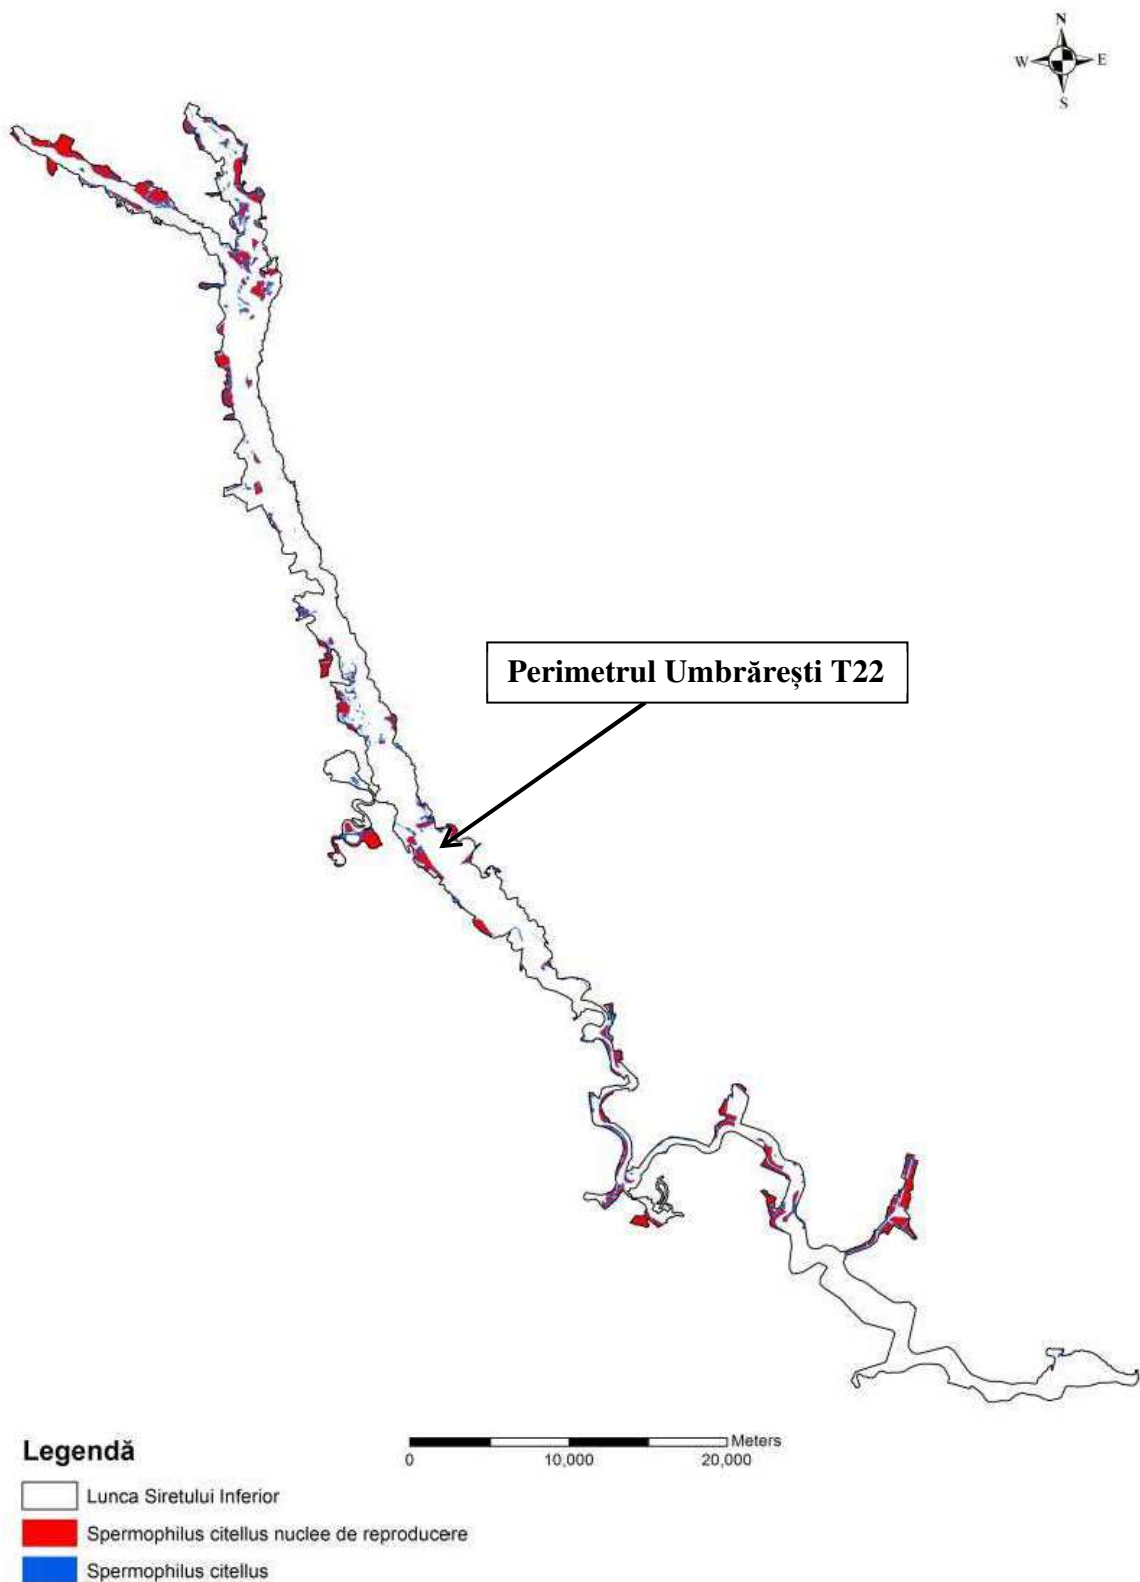 N
W E
S
Perimetrul Umbrărești T22
Legendă
Meters
0 10,000 20,000
Lunca Siretului Inferior
Spermophilus citellus nuclee de reproducere
Spermophilus citellus